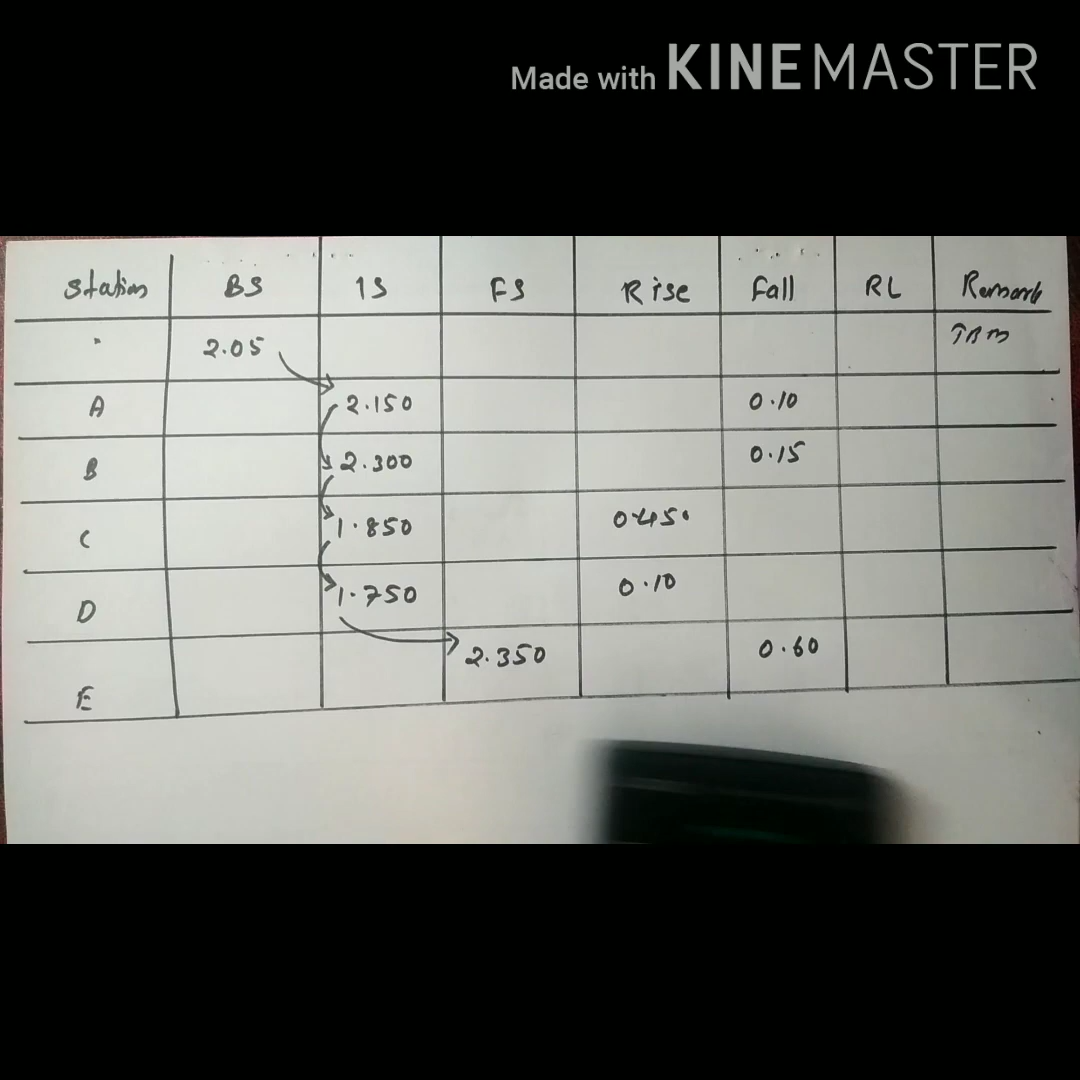 Made with KINEMASTER
Station BS IS FS Rise Fall RL Remark
2.05 TBM
A 2.150 0.10
B 2.300 0.15
C 1.850 0.450
D 1.750 0.10
E 2.350 0.60